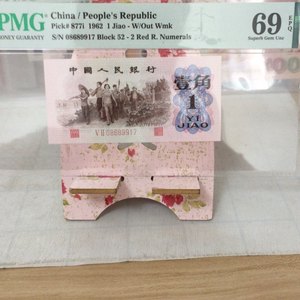 PMG
MONEY GUARANTY
China / People's Republic
Pick# 877i 1962 1 Jiao - W/Out Wmk
S/N 08689917 Block 52 - 2 Red R. Numerals
69
EPQ
Superb Gem Unc
中國人民銀行
壹角
1
YI
JIAO
V II 08689917